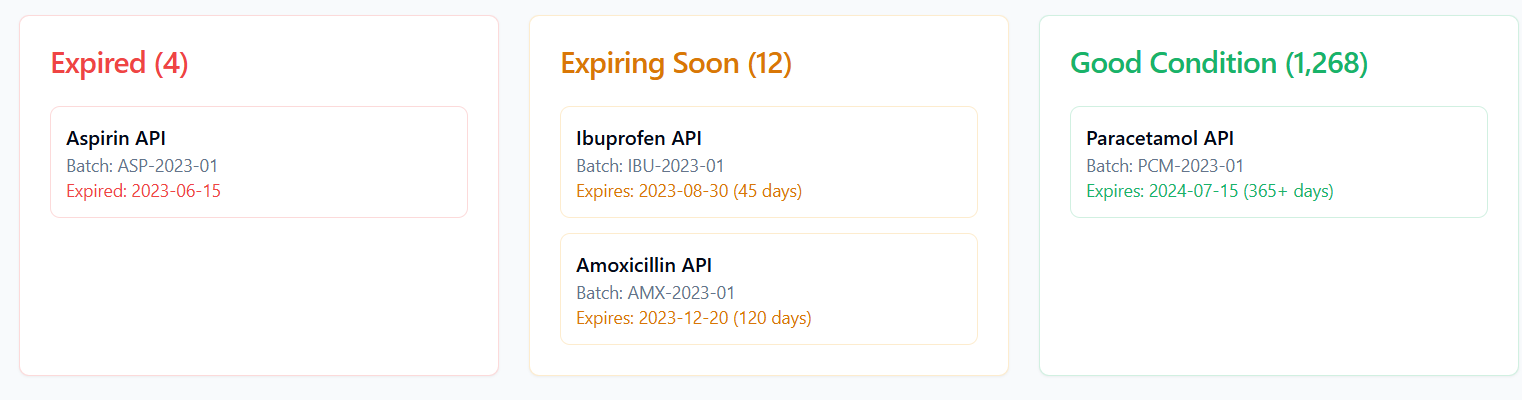 Expired (4)
Aspirin API
Batch: ASP-2023-01
Expired: 2023-06-15
Expiring Soon (12)
Ibuprofen API
Batch: IBU-2023-01
Expires: 2023-08-30 (45 days)
Amoxicillin API
Batch: AMX-2023-01
Expires: 2023-12-20 (120 days)
Good Condition (1,268)
Paracetamol API
Batch: PCM-2023-01
Expires: 2024-07-15 (365+ days)